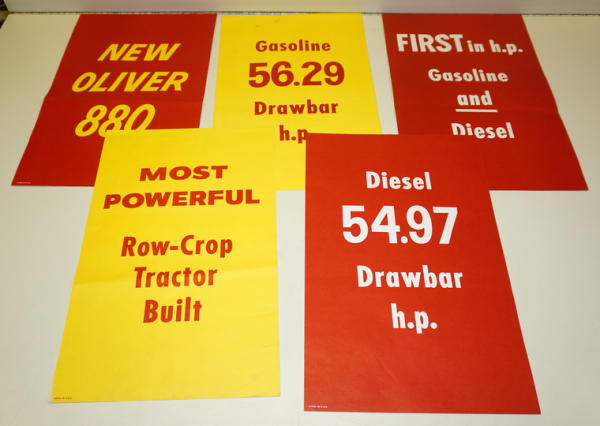 NEW
OLIVER
880
Gasoline
56.29
Drawbar
h.p.
FIRST in h.p.
Gasoline
and
Diesel
MOST
POWERFUL
Row-Crop
Tractor
Built
Diesel
54.97
Drawbar
h.p.